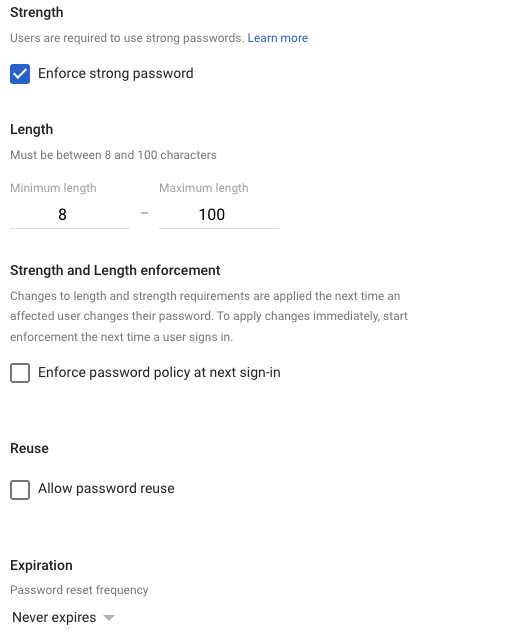 Strength
Users are required to use strong passwords. Learn more
Enforce strong password
Length
Must be between 8 and 100 characters
Minimum length Maximum length
8 – 100
Strength and Length enforcement
Changes to length and strength requirements are applied the next time an
affected user changes their password. To apply changes immediately, start
enforcement the next time a user signs in.
Enforce password policy at next sign-in
Reuse
Allow password reuse
Expiration
Password reset frequency
Never expires